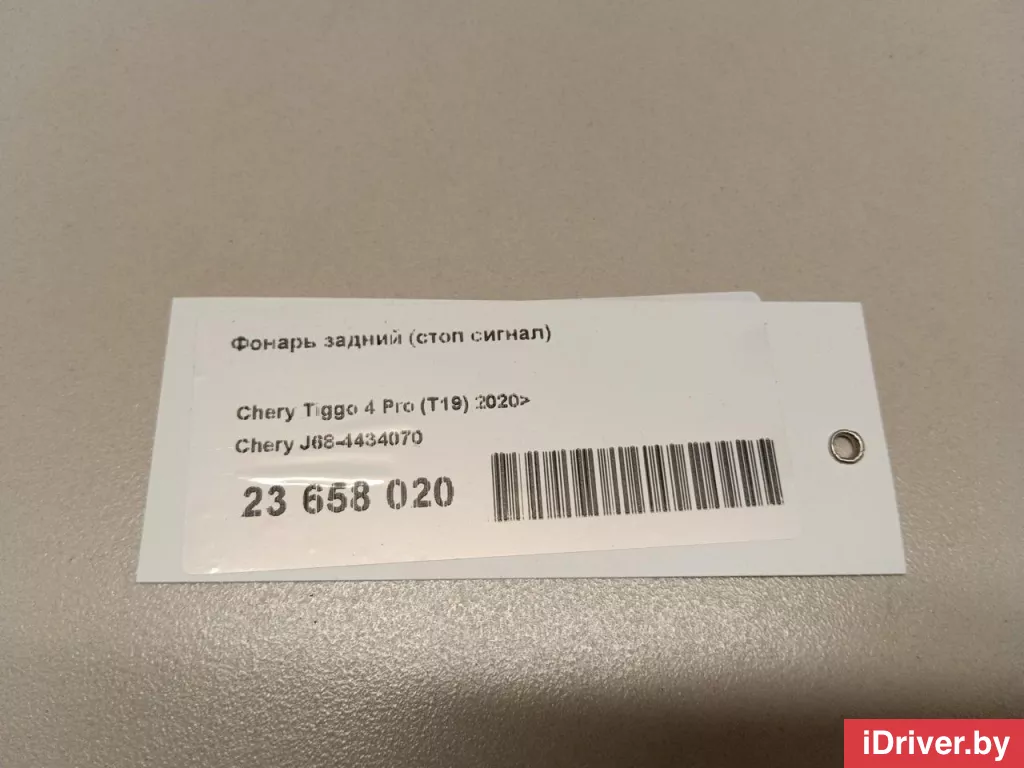 Фонарь задний (стоп сигнал)
Chery Tiggo 4 Pro (T19) 2020>
Chery J68-4434070
23 658 020
iDriver.by